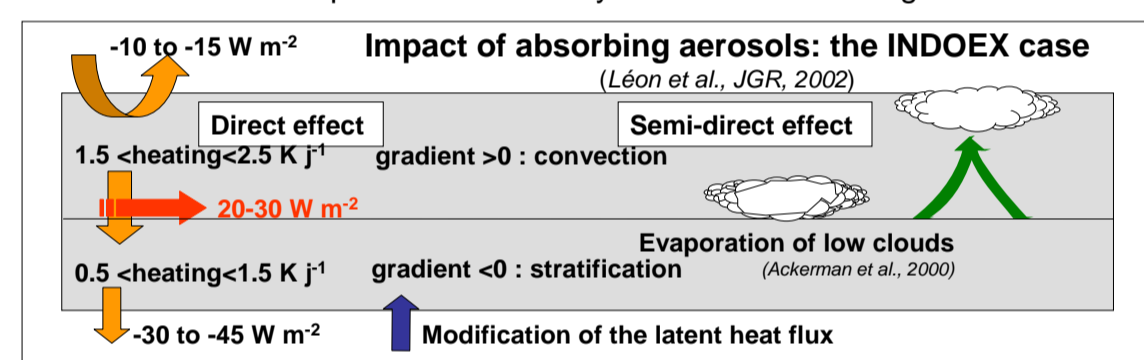 -10 to -15 W m-2
Impact of absorbing aerosols: the INDOEX case
(Léon et al., JGR, 2002)
Direct effect
Semi-direct effect
1.5 <heating<2.5 K j-1
gradient >0 : convection
20-30 W m-2
Evaporation of low clouds
0.5 <heating<1.5 K j-1
gradient <0 : stratification
(Ackerman et al., 2000)
-30 to -45 W m-2
Modification of the latent heat flux